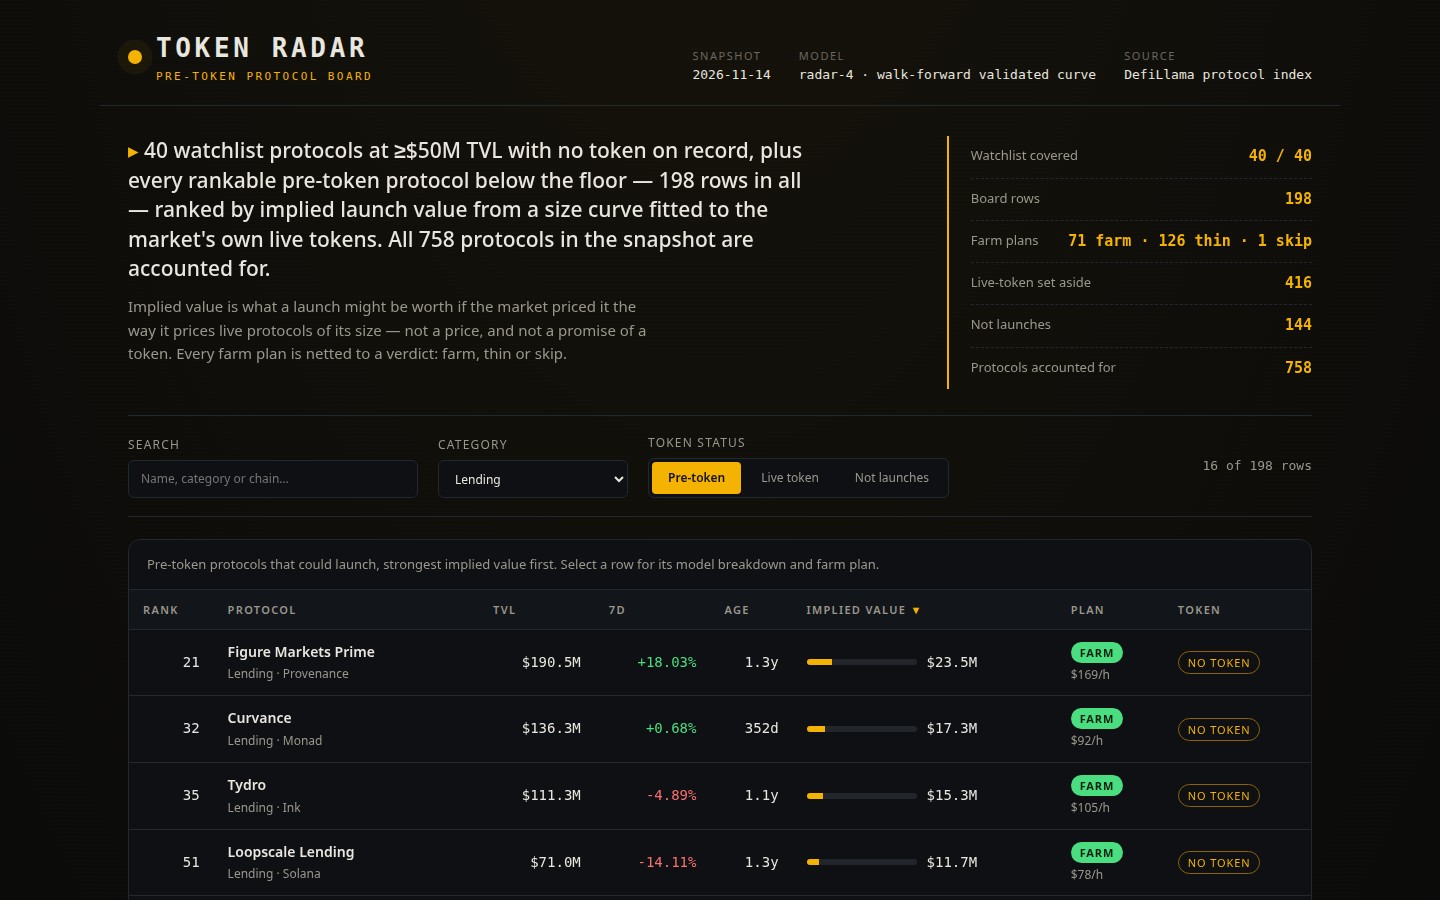 TOKEN RADAR
PRE-TOKEN PROTOCOL BOARD
SNAPSHOT
2026-11-14
MODEL
radar-4 · walk-forward validated curve
SOURCE
DefiLlama protocol index
▸ 40 watchlist protocols at ≥$50M TVL with no token on record, plus
every rankable pre-token protocol below the floor — 198 rows in all
— ranked by implied launch value from a size curve fitted to the
market's own live tokens. All 758 protocols in the snapshot are
accounted for.
Implied value is what a launch might be worth if the market priced it the
way it prices live protocols of its size — not a price, and not a promise of a
token. Every farm plan is netted to a verdict: farm, thin or skip.
Watchlist covered 40 / 40
Board rows 198
Farm plans 71 farm · 126 thin · 1 skip
Live-token set aside 416
Not launches 144
Protocols accounted for 758
SEARCH
Name, category or chain…
CATEGORY
Lending
TOKEN STATUS
Pre-token Live token Not launches
16 of 198 rows
Pre-token protocols that could launch, strongest implied value first. Select a row for its model breakdown and farm plan.
RANK PROTOCOL TVL 7D AGE IMPLIED VALUE ▼ PLAN TOKEN
21 Figure Markets Prime $190.5M +18.03% 1.3y $23.5M FARM NO TOKEN
Lending · Provenance $169/h
32 Curvance $136.3M +0.68% 352d $17.3M FARM NO TOKEN
Lending · Monad $92/h
35 Tydro $111.3M -4.89% 1.1y $15.3M FARM NO TOKEN
Lending · Ink $105/h
51 Loopscale Lending $71.0M -14.11% 1.3y $11.7M FARM NO TOKEN
Lending · Solana $78/h